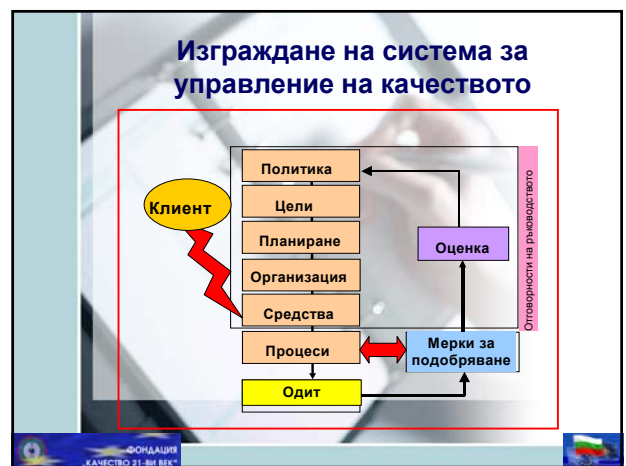 Изграждане на система за
управление на качеството
Политика
Клиент
Цели
Планиране
Оценка
Организация
Средства
Отговорности на ръководството
Процеси
Мерки за
подобряване
Одит
ФОНДАЦИЯ
„КАЧЕСТВО 21-ВИ ВЕК"